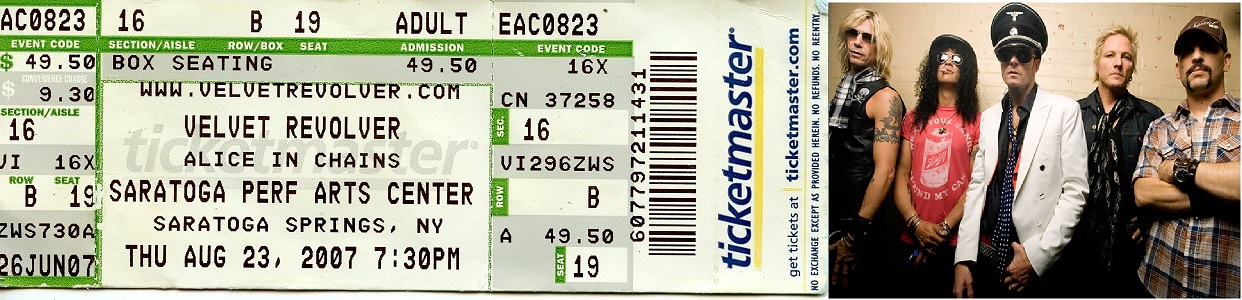 AC0823 16 B 19 ADULT EAC0823
EVENT CODE SECTION/AISLE ROW/BOX SEAT ADMISSION EVENT CODE
$ 49.50 BOX SEATING 49.50 16X
CONVENIENCE CHARGE
$ 9.30 WWW.VELVETREVOLVER.COM CN 37258
SECTION/AISLE
16 VELVET REVOLVER SEC. 16
ticketmaster
VI 16X ALICE IN CHAINS VI296ZWS
ROW SEAT
B 19 SARATOGA PERF ARTS CENTER ROW B
ZWS730A SARATOGA SPRINGS, NY A 49.50
26JUN07 THU AUG 23, 2007 7:30PM SEAT 19
607797211431
ticketmaster
get tickets at ticketmaster.com
NO EXCHANGE EXCEPT AS PROVIDED HEREIN. NO REFUNDS. NO REENTRY